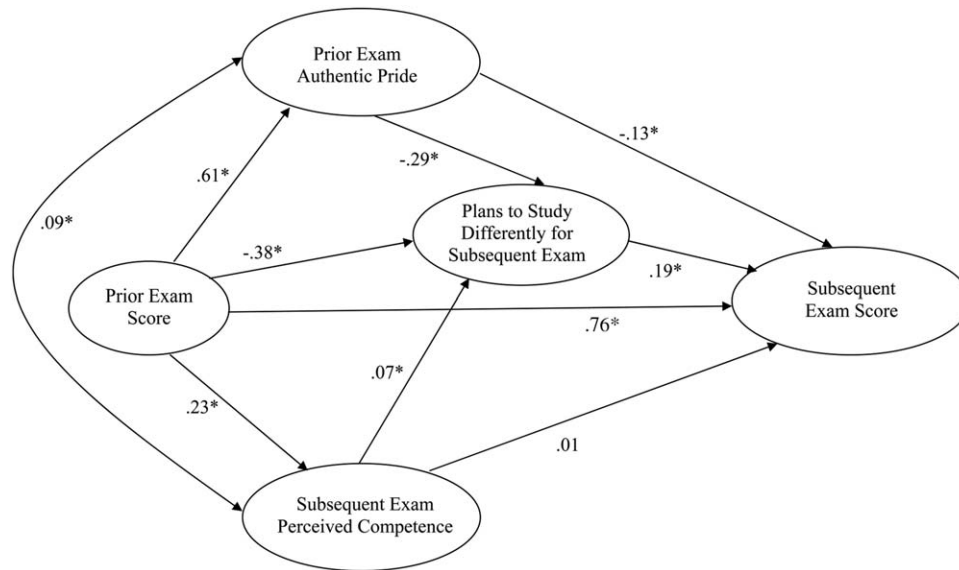 Prior Exam
Authentic Pride
-.13*
-.29*
.61*
Plans to Study
Differently for
Subsequent Exam
.09*
-.38*
.19*
Prior Exam
Score
Subsequent
Exam Score
.76*
.07*
.23*
.01
Subsequent Exam
Perceived Competence